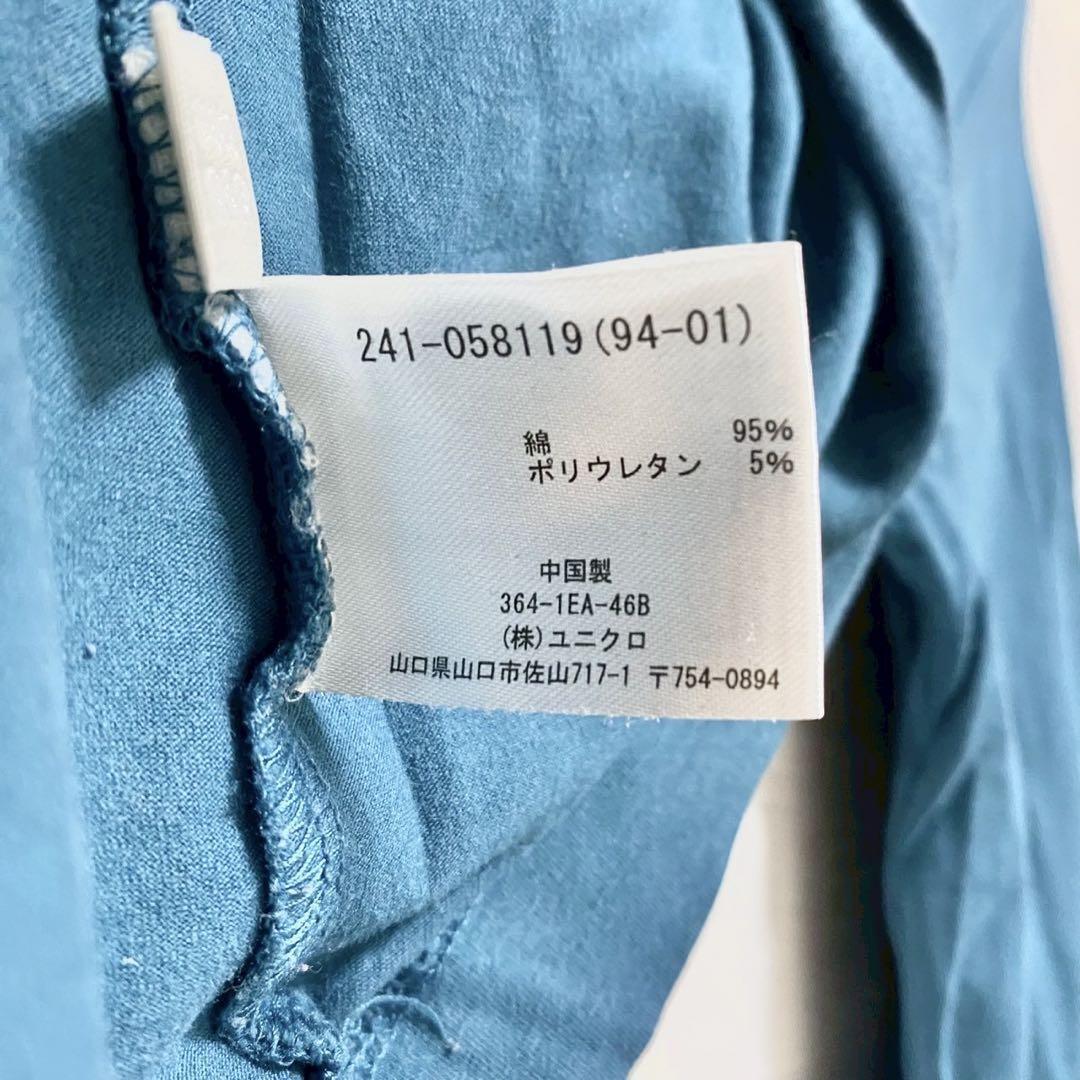 241-058119(94-01)
綿 95%
ポリウレタン 5%
中国製
364-1EA-46B
(株)ユニクロ
山口県山口市佐山717-1 〒754-0894